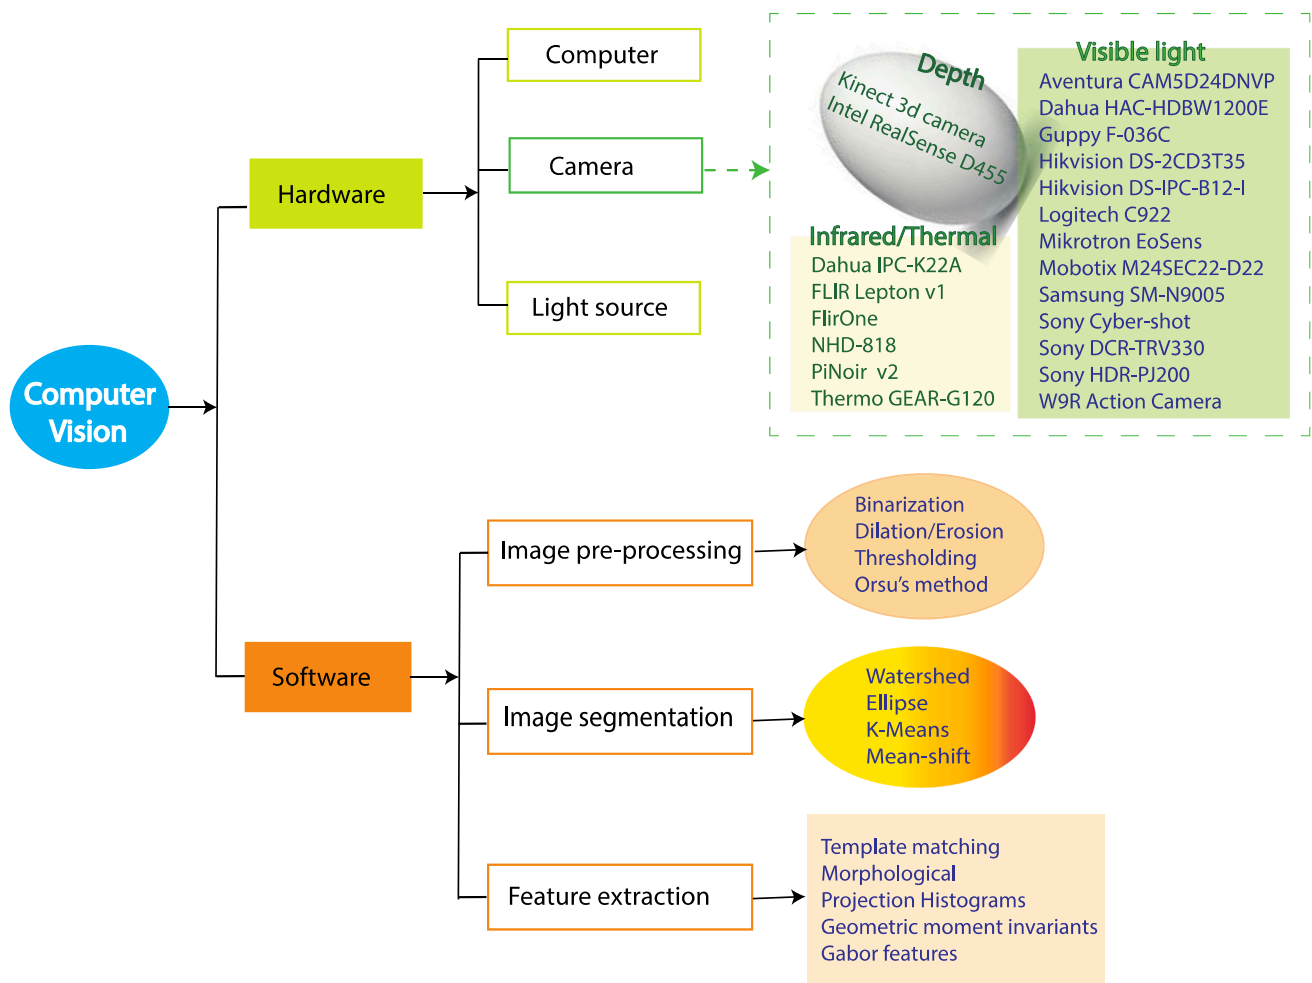 Computer
Vision
Hardware
Computer
Camera
Light source
Depth
Kinect 3d camera
Intel RealSense D455
Infrared/Thermal
Dahua IPC-K22A
FLIR Lepton v1
FlirOne
NHD-818
PiNoir v2
Thermo GEAR-G120
Visible light
Aventura CAM5D24DNVP
Dahua HAC-HDBW1200E
Guppy F-036C
Hikvision DS-2CD3T35
Hikvision DS-IPC-B12-I
Logitech C922
Mikrotron EoSens
Mobotix M24SEC22-D22
Samsung SM-N9005
Sony Cyber-shot
Sony DCR-TRV330
Sony HDR-PJ200
W9R Action Camera
Software
Image pre-processing
Binarization
Dilation/Erosion
Thresholding
Orsu's method
Image segmentation
Watershed
Ellipse
K-Means
Mean-shift
Feature extraction
Template matching
Morphological
Projection Histograms
Geometric moment invariants
Gabor features